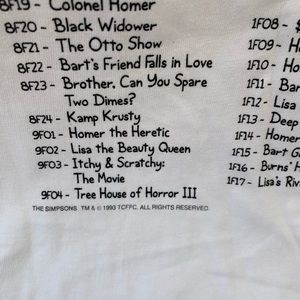 8F19 - Colonel Homer
8F20 - Black Widower
8F21 - The Otto Show
8F22 - Bart's Friend Falls in Love
8F23 - Brother, Can You Spare
Two Dimes?
8F24 - Kamp Krusty
9F01 - Homer the Heretic
9F02 - Lisa the Beauty Queen
9F03 - Itchy & Scratchy:
The Movie
9F04 - Tree House of Horror III
THE SIMPSONS. TM & © 1993 TCFFC. ALL RIGHTS RESERVED.
1F08 -
1F09 -
1F10 -
1F11 - Bar
1F12 - Lisa
1F13 - Deep
1F14 - Homer
1F15 - Bart G
1F16 - Burns' H
1F17 - Lisa's Riv